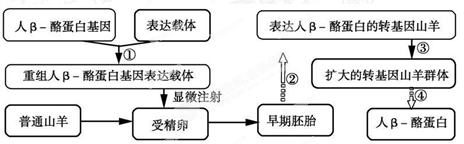 人β-酪蛋白基因
表达载体
表达人β-酪蛋白的转基因山羊
①
②
③
重组人β-酪蛋白基因表达载体
扩大的转基因山羊群体
显微注射
④
普通山羊
受精卵
早期胚胎
人β-酪蛋白